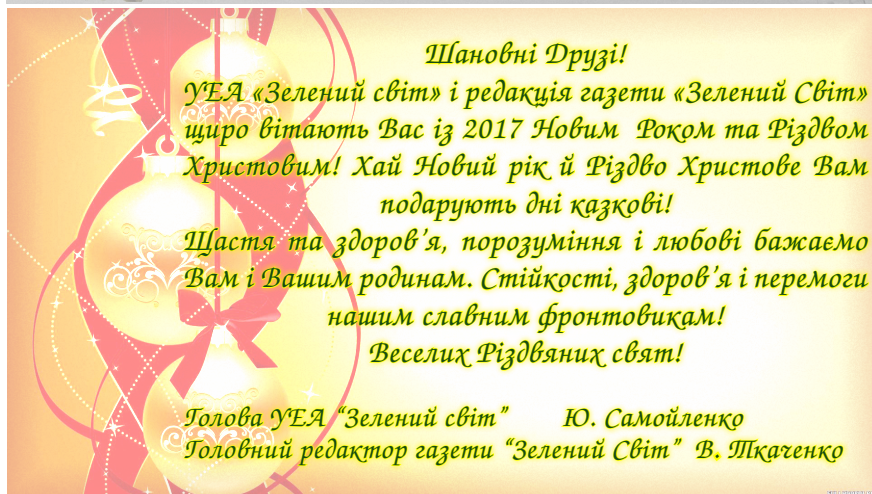 Шановні Друзі!
УЕА «Зелений світ» і редакція газети «Зелений Світ»
щиро вітають Вас із 2017 Новим Роком та Різдвом
Христовим! Хай Новий рік й Різдво Христове Вам
подарують дні казкові!
Щастя та здоров’я, порозуміння і любові бажаємо
Вам і Вашим родинам. Стійкості, здоров’я і перемоги
нашим славним фронтовикам!
Веселих Різдвяних свят!
Голова УЕА “Зелений світ” Ю. Самойленко
Головний редактор газети “Зелений Світ” В. Ткаченко